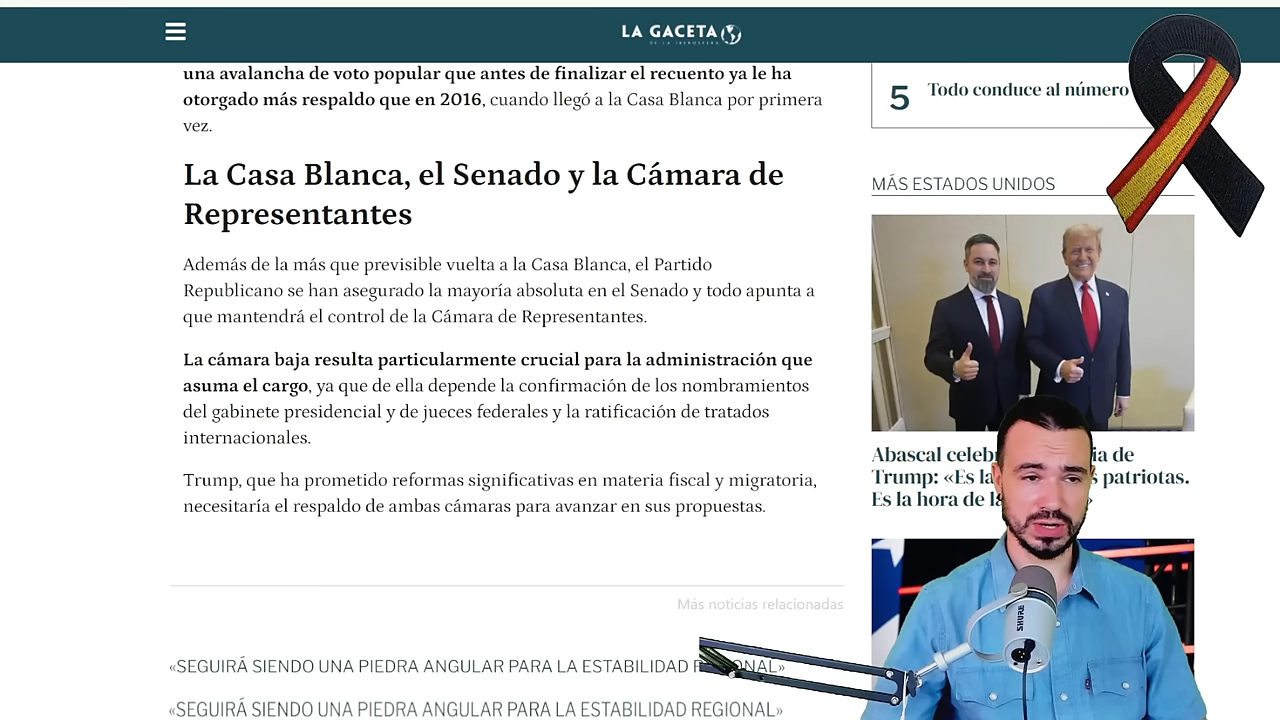 LA GACETA
DE LA IBEROSFERA
una avalancha de voto popular que antes de finalizar el recuento ya le ha
otorgado más respaldo que en 2016, cuando llegó a la Casa Blanca por primera
vez.
La Casa Blanca, el Senado y la Cámara de
Representantes
Además de la más que previsible vuelta a la Casa Blanca, el Partido
Republicano se han asegurado la mayoría absoluta en el Senado y todo apunta a
que mantendrá el control de la Cámara de Representantes.
La cámara baja resulta particularmente crucial para la administración que
asuma el cargo, ya que de ella depende la confirmación de los nombramientos
del gabinete presidencial y de jueces federales y la ratificación de tratados
internacionales.
Trump, que ha prometido reformas significativas en materia fiscal y migratoria,
necesitaría el respaldo de ambas cámaras para avanzar en sus propuestas.
Más noticias relacionadas
«SEGUIRÁ SIENDO UNA PIEDRA ANGULAR PARA LA ESTABILIDAD
«SEGUIRÁ SIENDO UNA PIEDRA ANGULAR PARA LA ESTABILIDAD REGIONAL»
5 Todo conduce al número
MÁS ESTADOS UNIDOS
Abascal de
Trump: «Es patriotas.
Es la hora de
SHURE